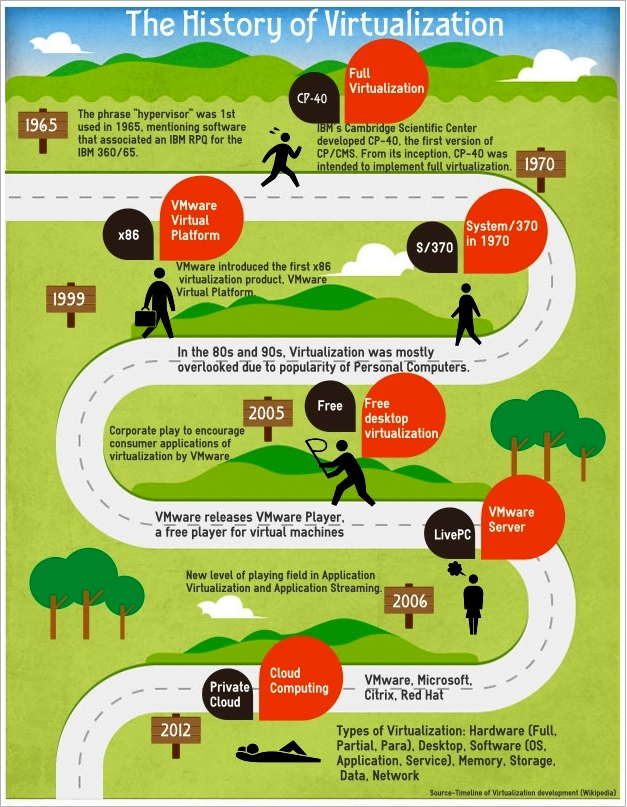 The History of Virtualization
CP-40
Full
Virtualization
1965
The phrase "hypervisor" was 1st
used in 1965, mentioning software
that associated an IBM RPQ for the
IBM 360/65.
IBM's Cambridge Scientific Center
developed CP-40, the first version of
CP/CMS. From its inception, CP-40 was
intended to implement full virtualization.
1970
x86
VMware
Virtual
Platform
S/370
System/370
in 1970
VMware introduced the first x86
virtualization product, VMware
Virtual Platform.
1999
In the 80s and 90s, Virtualization was mostly
overlooked due to popularity of Personal Computers.
2005
Free
Free
desktop
virtualization
Corporate play to encourage
consumer applications of
virtualization by VMware.
VMware releases VMware Player,
a free player for virtual machines
LivePC
VMware
Server
New level of playing field in Application
Virtualization and Application Streaming.
2006
Private
Cloud
Cloud
Computing
VMware, Microsoft,
Citrix, Red Hat
2012
Types of Virtualization: Hardware (Full,
Partial, Para), Desktop, Software (OS,
Application, Service), Memory, Storage,
Data, Network
Source-Timeline of Virtualization development (Wikipedia)